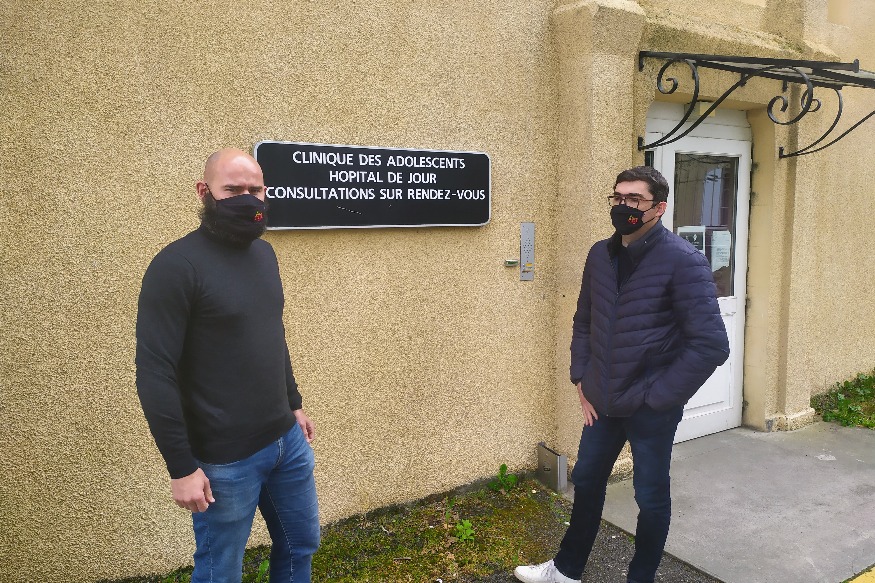 CLINIQUE DES ADOLESCENTS
HOPITAL DE JOUR
CONSULTATIONS SUR RENDEZ-VOUS